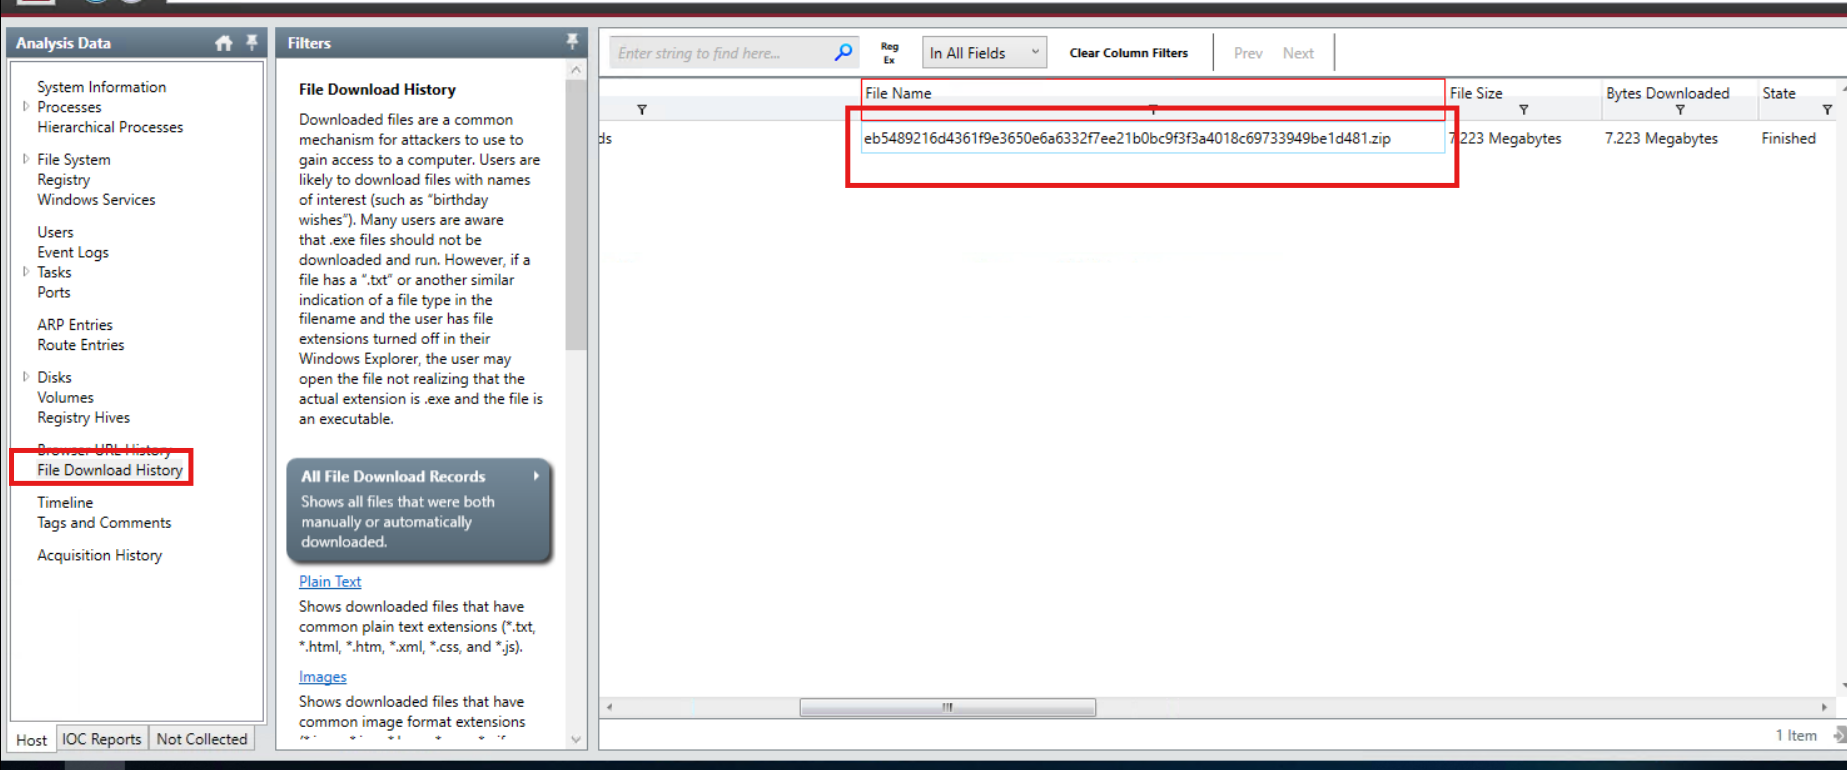 Analysis Data
System Information
Processes
Hierarchical Processes
File System
Registry
Windows Services
Users
Event Logs
Tasks
Ports
ARP Entries
Route Entries
Disks
Volumes
Registry Hives
Browser URL History
File Download History
Timeline
Tags and Comments
Acquisition History
Host
IOC Reports
Not Collected
Filters
File Download History
Downloaded files are a common
mechanism for attackers to use to
gain access to a computer. Users are
likely to download files with names
of interest (such as "birthday
wishes"). Many users are aware
that .exe files should not be
downloaded and run. However, if a
file has a ".txt" or another similar
indication of a file type in the
filename and the user has file
extensions turned off in their
Windows Explorer, the user may
open the file not realizing that the
actual extension is .exe and the file is
an executable.
All File Download Records
Shows all files that were both
manually or automatically
downloaded.
Plain Text
Shows downloaded files that have
common plain text extensions (*.txt,
*.html, *.htm, *.xml, *.css, and *.js).
Images
Shows downloaded files that have
common image format extensions
Enter string to find here...
Reg
Ex
In All Fields
Clear Column Filters
Prev
Next
File Name
File Size
Bytes Downloaded
State
ds
eb5489216d4361f9e3650e6a6332f7ee21b0bc9f3f3a4018c69733949be1d481.zip
7.223 Megabytes
7.223 Megabytes
Finished
1 Item